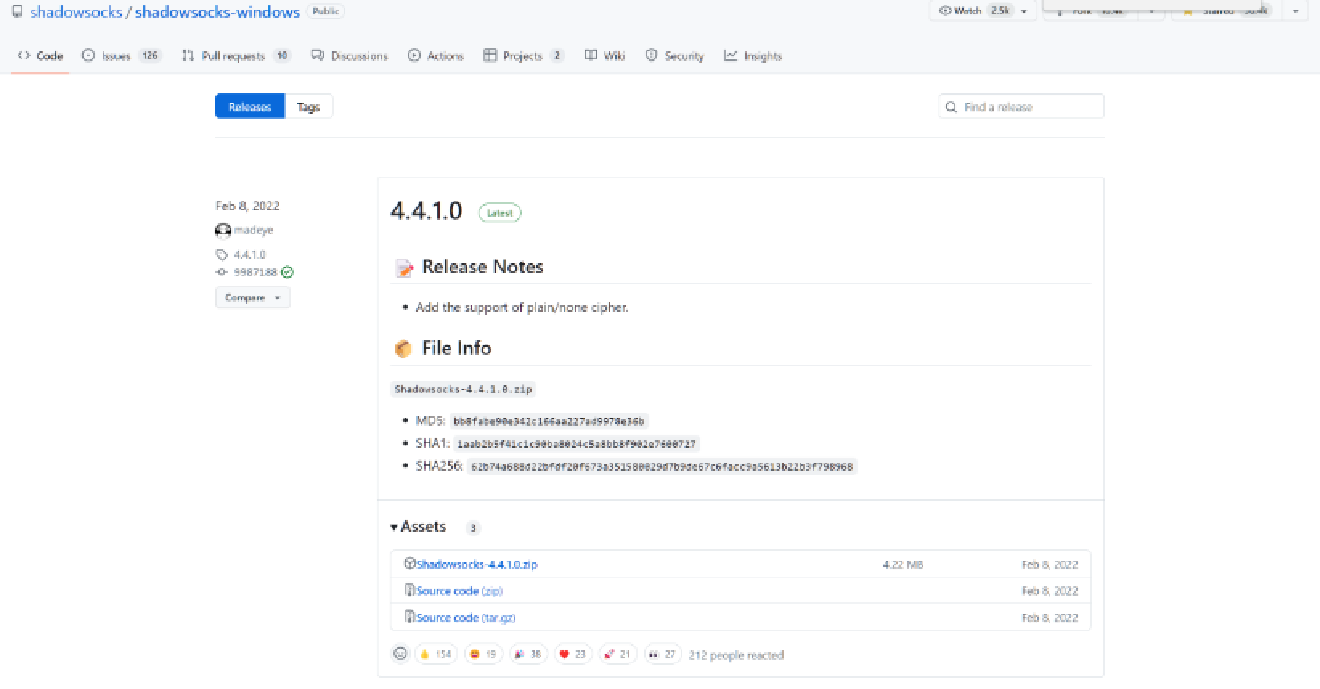 shadowsocks / shadowsocks-windows Public Watch 2.5k
Code Issues 126 Pull requests 10 Discussions Actions Projects 2 Wiki Security Insights
Releases Tags Find a release
Feb 8, 2022
madeye
4.4.1.0
9987188
Compare
4.4.1.0 Latest
Release Notes
Add the support of plain/none cipher.
File Info
Shadowsocks-4.4.1.0.zip
MD5:
SHA1:
SHA256:
Assets 3
Shadowsocks-4.4.1.0.zip 4.22 MB Feb 8, 2022
Source code (zip) Feb 8, 2022
Source code (tar.gz) Feb 8, 2022
154 19 38 23 21 27 212 people reacted